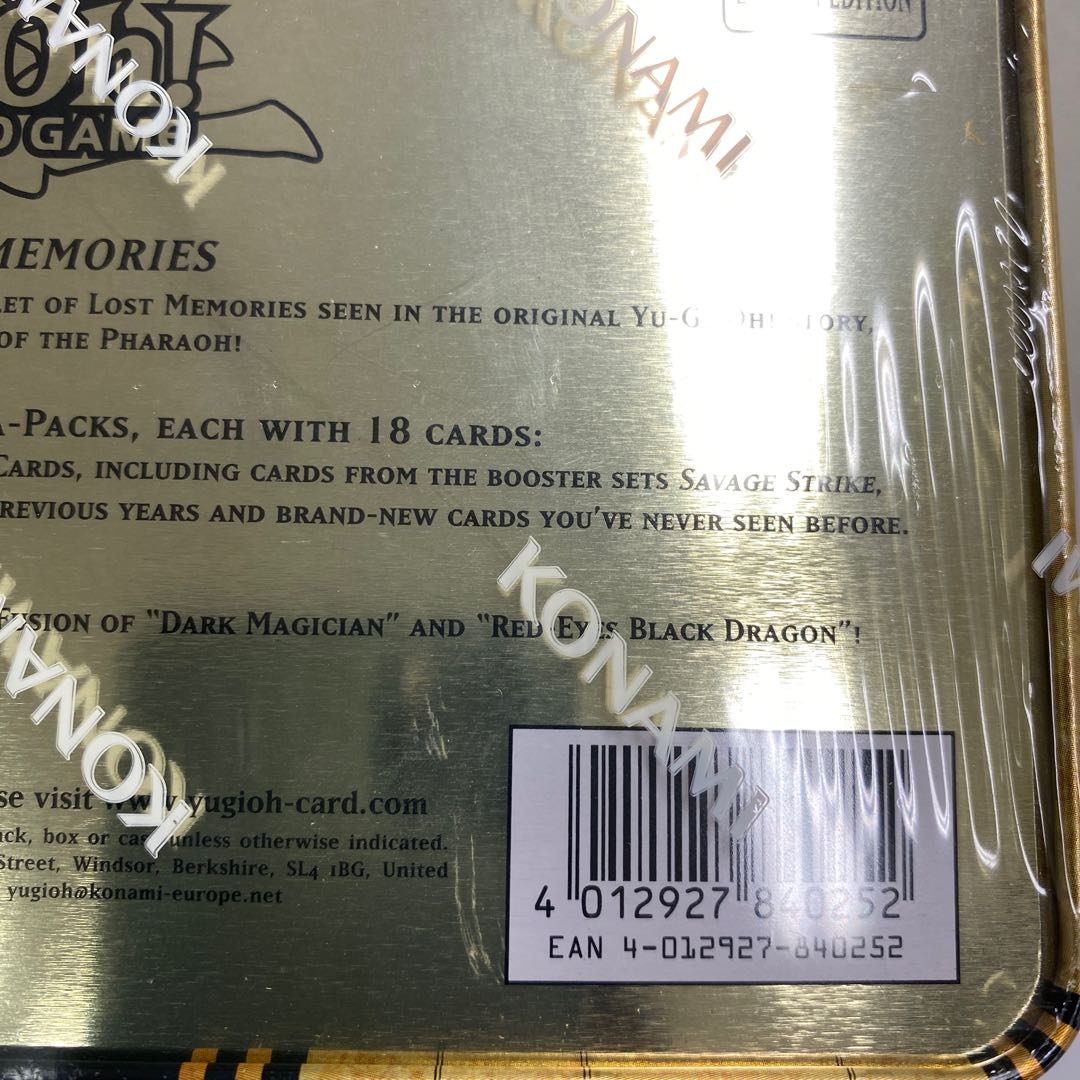 OH!
GAME
EDITION
KONAMI
KONAMI
MEMORIES
LET OF LOST MEMORIES SEEN IN THE ORIGINAL YU-G OH! STORY,
OF THE PHARAOH!
A-PACKS, EACH WITH 18 CARDS:
CARDS, INCLUDING CARDS FROM THE BOOSTER SETS SAVAGE STRIKE,
REVIOUS YEARS AND BRAND-NEW CARDS YOU'VE NEVER SEEN BEFORE.
FUSION OF "DARK MAGICIAN" AND "RED-EYES BLACK DRAGON"!
KONAMI
KONAMI
se visit www.yugioh-card.com
ack, box or case unless otherwise indicated.
Street, Windsor, Berkshire, SL4 1BG, United
yugioh@konami-europe.net
4 012927 840252
EAN 4-012927-840252